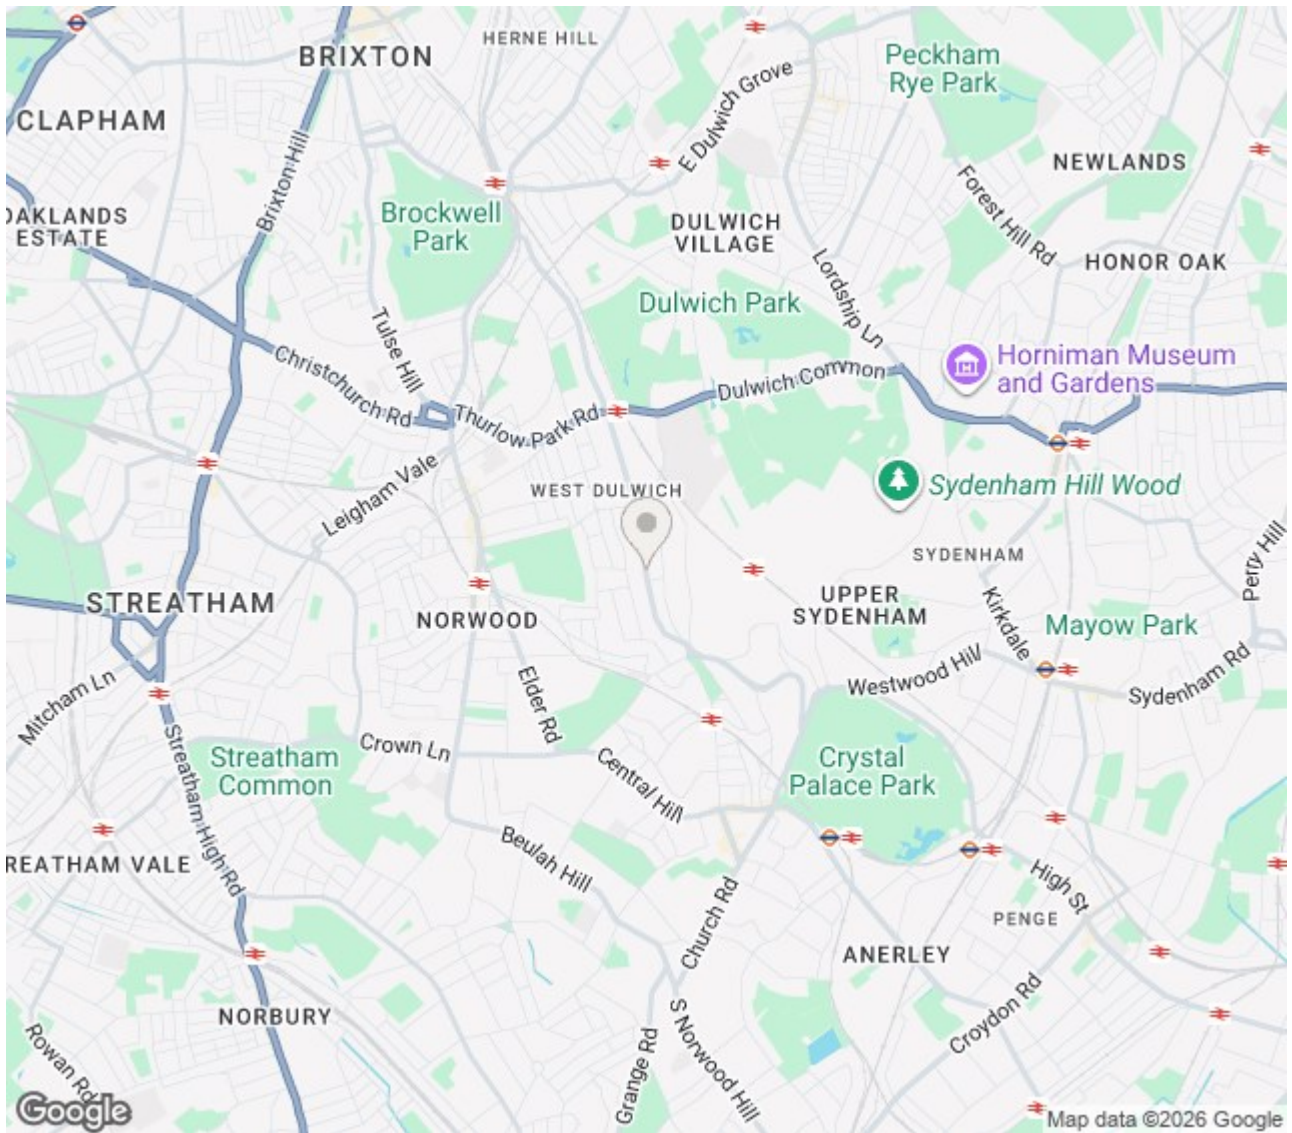 BRIXTON
HERNE HILL
Peckham
Rye Park
CLAPHAM
E Dulwich Grove
NEWLANDS
Brixton Hill
OAKLANDS
ESTATE
Brockwell
Park
DULWICH
VILLAGE
Forest Hill Rd
HONOR OAK
Lordship Ln
Dulwich Park
Tulse Hill
Christchurch Rd
Thurlow Park Rd
Dulwich Common
Horniman Museum
and Gardens
Leigham Vale
WEST DULWICH
Sydenham Hill Wood
SYDENHAM
Perry Hill
STREATHAM
NORWOOD
UPPER
SYDENHAM
Kirkdale
Mayow Park
Mitcham Ln
Elder Rd
Westwood Hill
Sydenham Rd
Streatham
Common
Crown Ln
Central Hill
Crystal
Palace Park
Streatham High Rd
REATHAM VALE
Beulah Hill
Church Rd
High St
PENGE
ANERLEY
NORBURY
Croydon Rd
Rowan Rd
Grange Rd
S Norwood Hill
Google
Map data ©2026 Google